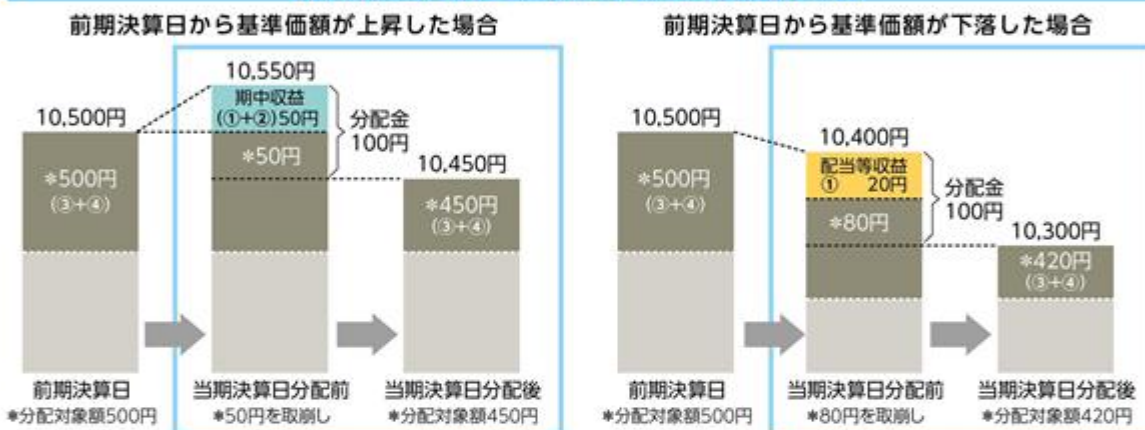 前期決算日から基準価額が上昇した場合
10,550円
10,500円
期中収益
(①+②)50円
分配金
100円
*500円
(③+④)
*50円
10,450円
*450円
(③+④)
前期決算日
*分配対象額500円
当期決算日分配前
*50円を取崩し
当期決算日分配後
*分配対象額450円
前期決算日から基準価額が下落した場合
10,500円
10,400円
配当等収益
① 20円
分配金
100円
*500円
(③+④)
*80円
10,300円
*420円
(③+④)
前期決算日
*分配対象額500円
当期決算日分配前
*80円を取崩し
当期決算日分配後
*分配対象額420円